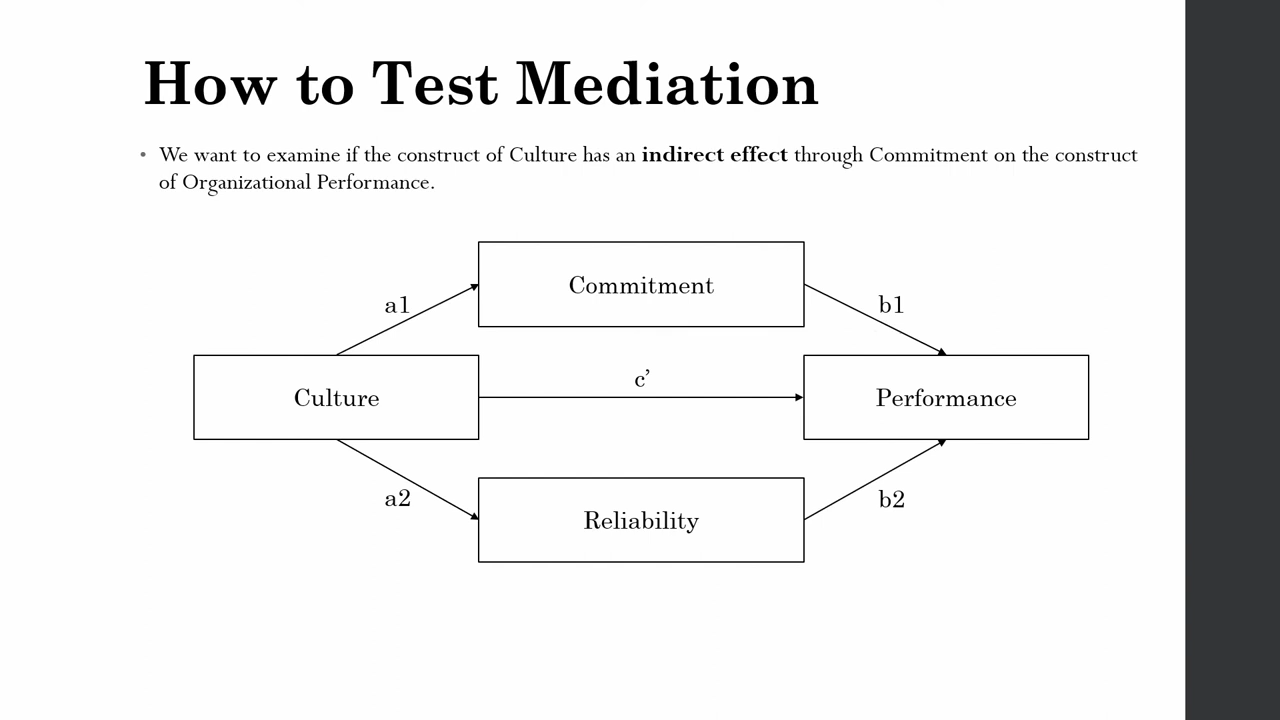 How to Test Mediation
• We want to examine if the construct of Culture has an indirect effect through Commitment on the construct
of Organizational Performance.
Commitment
a1
b1
c’
Culture
Performance
a2
b2
Reliability